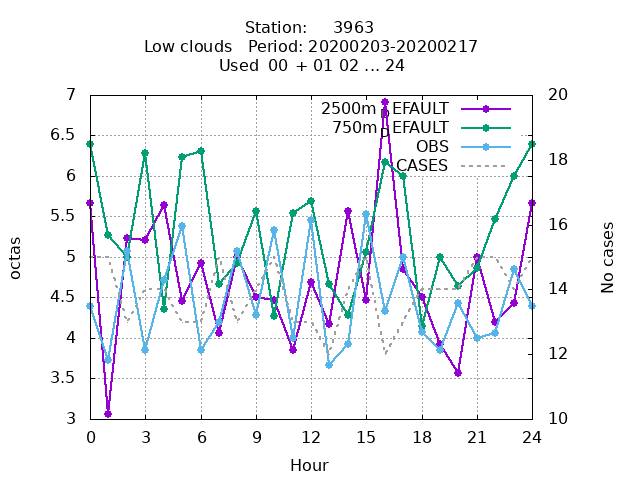 Station: 3963
Low clouds Period: 20200203-20200217
Used 00 + 01 02 ... 24
7 20
2500m DEFAULT
750m DEFAULT
6.5
OBS
18
CASES
6
5.5 16
octas 5 No cases
4.5 14
4
12
3.5
3 10
0 3 6 9 12 15 18 21 24
Hour